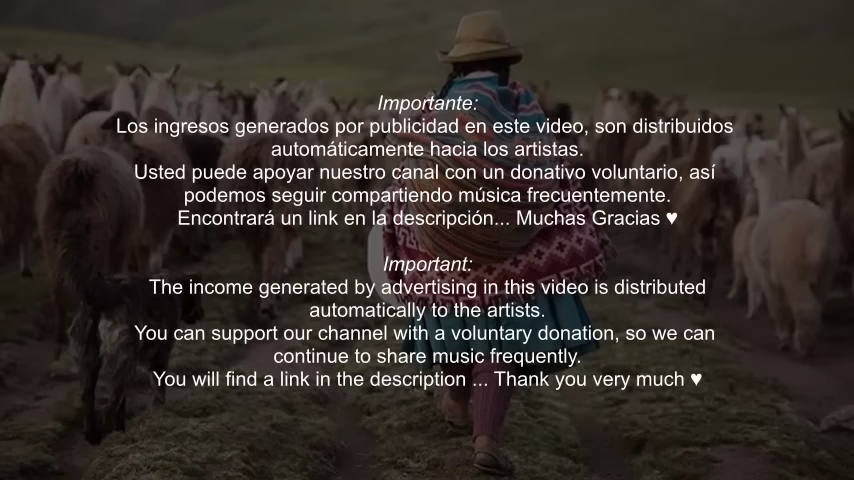 Importante:
Los ingresos generados por publicidad en este video, son distribuidos
automáticamente hacia los artistas.
Usted puede apoyar nuestro canal con un donativo voluntario, así
podemos seguir compartiendo música frecuentemente.
Encontrará un link en la descripción... Muchas Gracias ♥
Important:
The income generated by advertising in this video is distributed
automatically to the artists.
You can support our channel with a voluntary donation, so we can
continue to share music frequently.
You will find a link in the description ... Thank you very much ♥